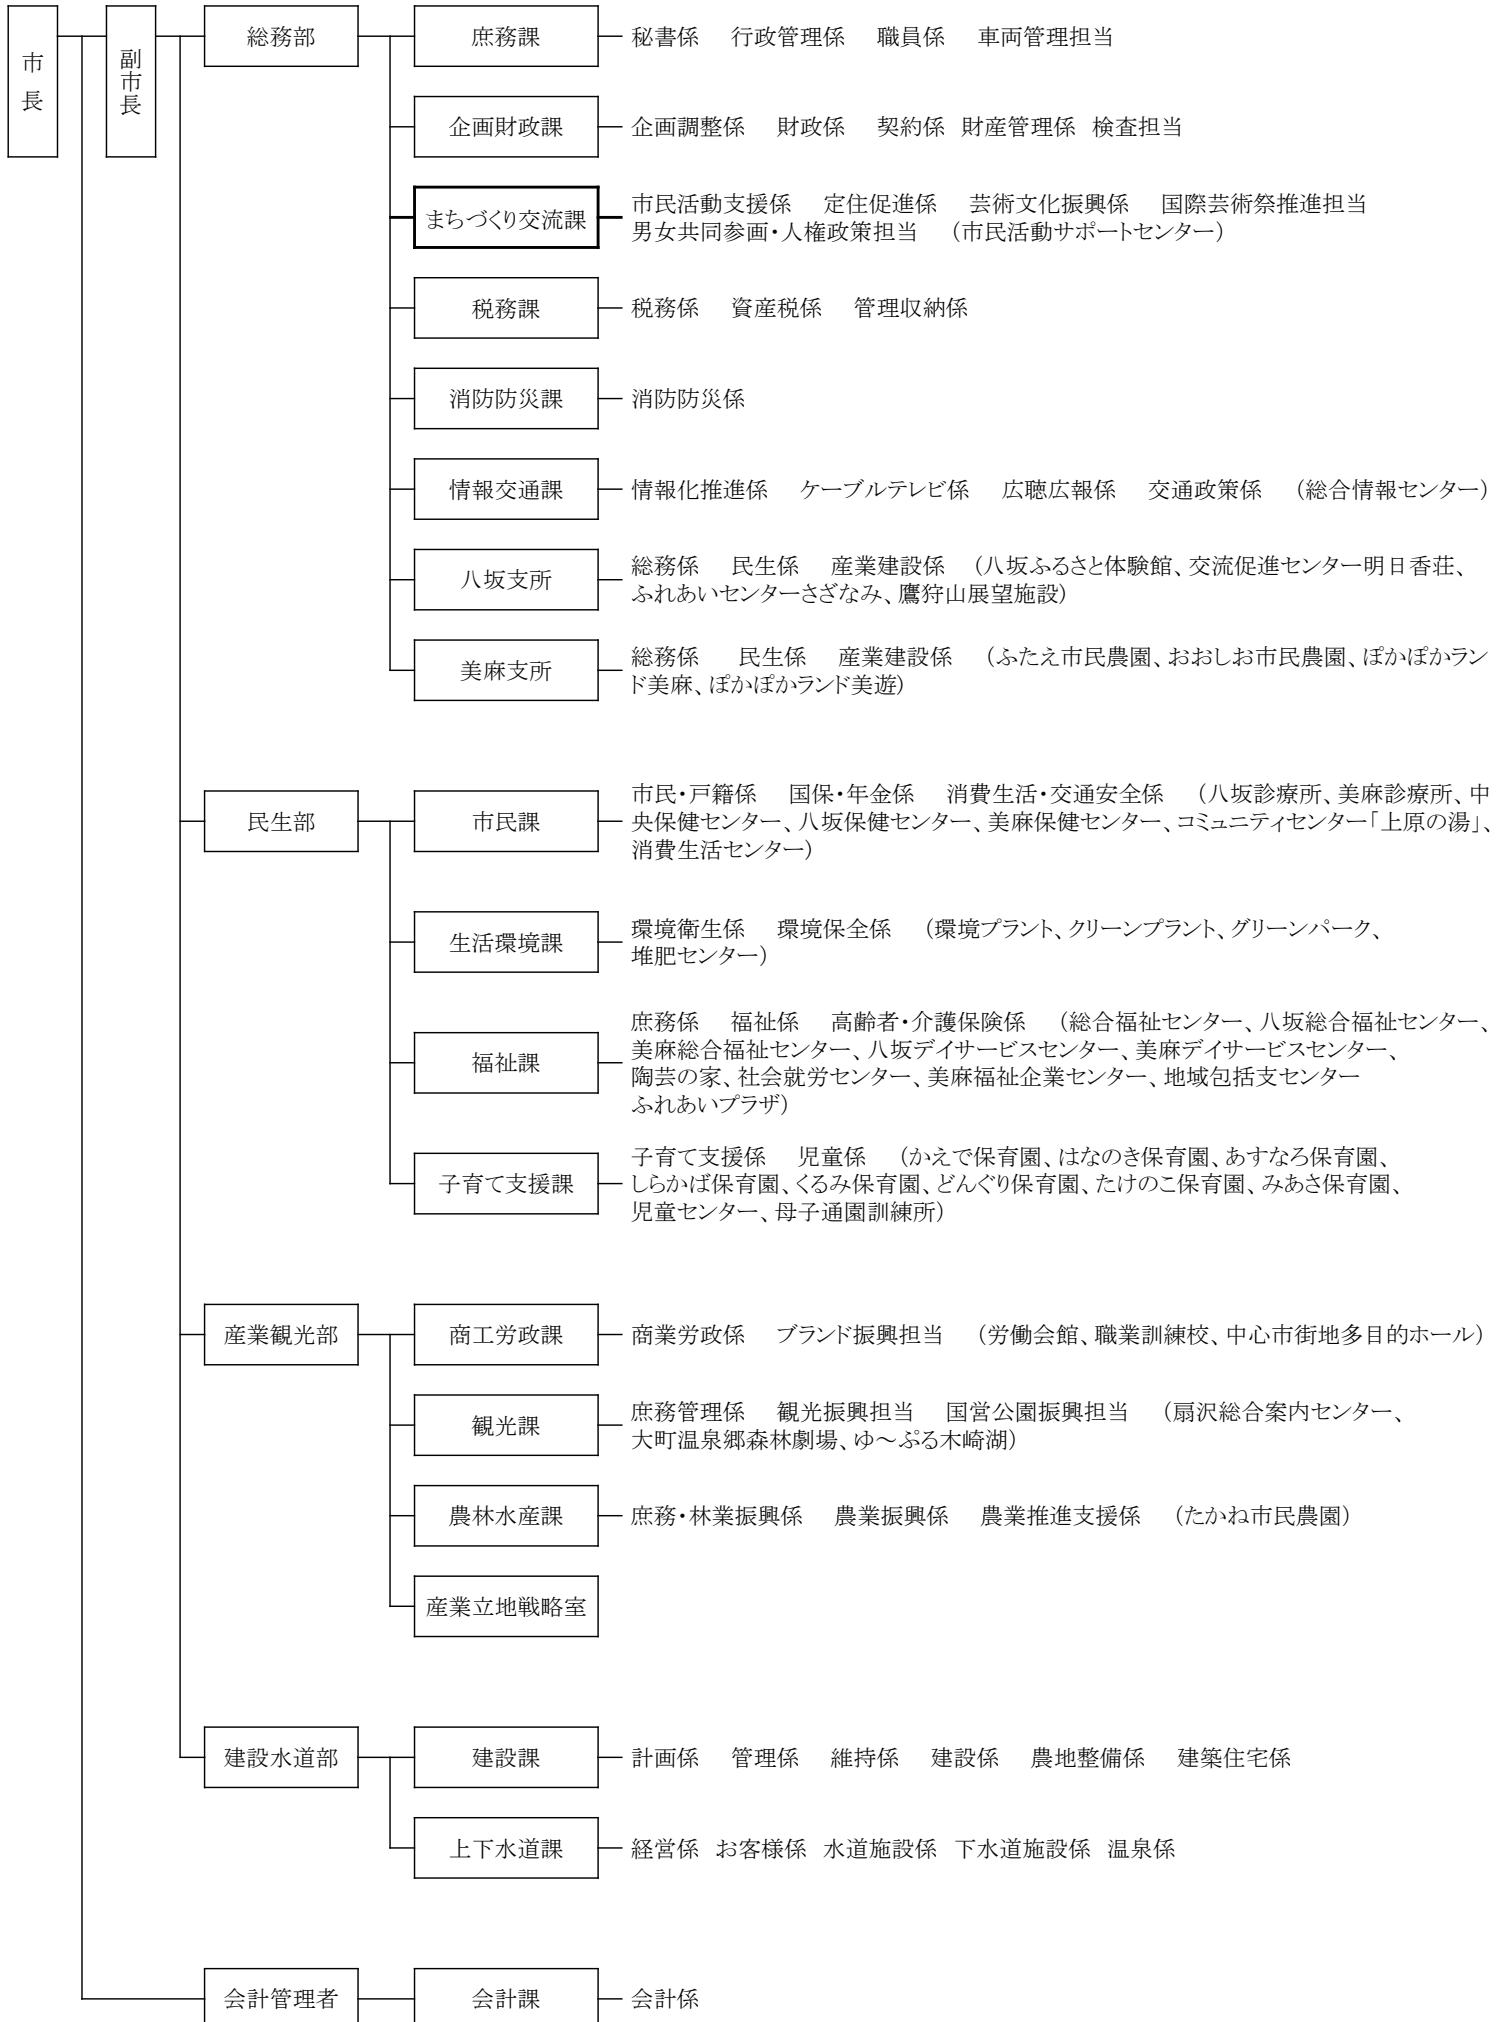 市長
副市長
総務部
庶務課
秘書係 行政管理係 職員係 車両管理担当
企画財政課
企画調整係 財政係 契約係 財産管理係 検査担当
まちづくり交流課
市民活動支援係 定住促進係 芸術文化振興係 国際芸術祭推進担当
男女共同参画・人権政策担当 （市民活動サポートセンター）
税務課
税務係 資産税係 管理収納係
消防防災課
消防防災係
情報交通課
情報化推進係 ケーブルテレビ係 広聴広報係 交通政策係 （総合情報センター）
八坂支所
総務係 民生係 産業建設係 （八坂ふるさと体験館、交流促進センター明日香荘、
ふれあいセンターさざなみ、鷹狩山展望施設）
美麻支所
総務係 民生係 産業建設係 （ふたえ市民農園、おおしお市民農園、ぽかぽかラン
ド美麻、ぽかぽかランド美遊）
民生部
市民課
市民・戸籍係 国保・年金係 消費生活・交通安全係 （八坂診療所、美麻診療所、中
央保健センター、八坂保健センター、美麻保健センター、コミュニティセンター「上原の湯」、
消費生活センター）
生活環境課
環境衛生係 環境保全係 （環境プラント、クリーンプラント、グリーンパーク、
堆肥センター）
福祉課
庶務係 福祉係 高齢者・介護保険係 （総合福祉センター、八坂総合福祉センター、
美麻総合福祉センター、八坂デイサービスセンター、美麻デイサービスセンター、
陶芸の家、社会就労センター、美麻福祉企業センター、地域包括支センター
ふれあいプラザ）
子育て支援課
子育て支援係 児童係 （かえで保育園、はなのき保育園、あすなろ保育園、
しらかば保育園、くるみ保育園、どんぐり保育園、たけのこ保育園、みあさ保育園、
児童センター、母子通園訓練所）
産業観光部
商工労政課
商業労政係 ブランド振興担当 （労働会館、職業訓練校、中心市街地多目的ホール）
観光課
庶務管理係 観光振興担当 国営公園振興担当 （扇沢総合案内センター、
大町温泉郷森林劇場、ゆ～ぷる木崎湖）
農林水産課
庶務・林業振興係 農業振興係 農業推進支援係 （たかね市民農園）
産業立地戦略室
建設水道部
建設課
計画係 管理係 維持係 建設係 農地整備係 建築住宅係
上下水道課
経営係 お客様係 水道施設係 下水道施設係 温泉係
会計管理者
会計課
会計係